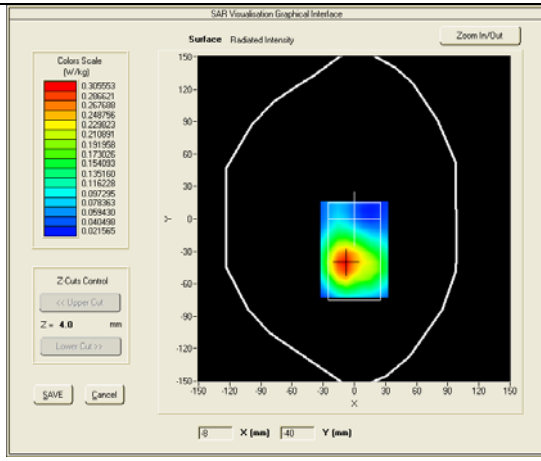 SAR Visualisation Graphical Interface
Surface Radiated Intensity
Zoom In/Out
Colors Scale
(W/kg)
0.305553
0.286621
0.267688
0.248756
0.229823
0.210891
0.191958
0.173026
0.154093
0.135160
0.116228
0.097295
0.078363
0.059430
0.040498
0.021565
Z Cuts Control
<< Upper Cut
Z = 4.0 mm
Lower Cut >>
SAVE Cancel
150
120
90
60
30
0
-30
-60
-90
-120
-150
Y
-150 -120 -90 -60 -30 0 30 60 90 120 150
X
-8 X (mm) -40 Y (mm)